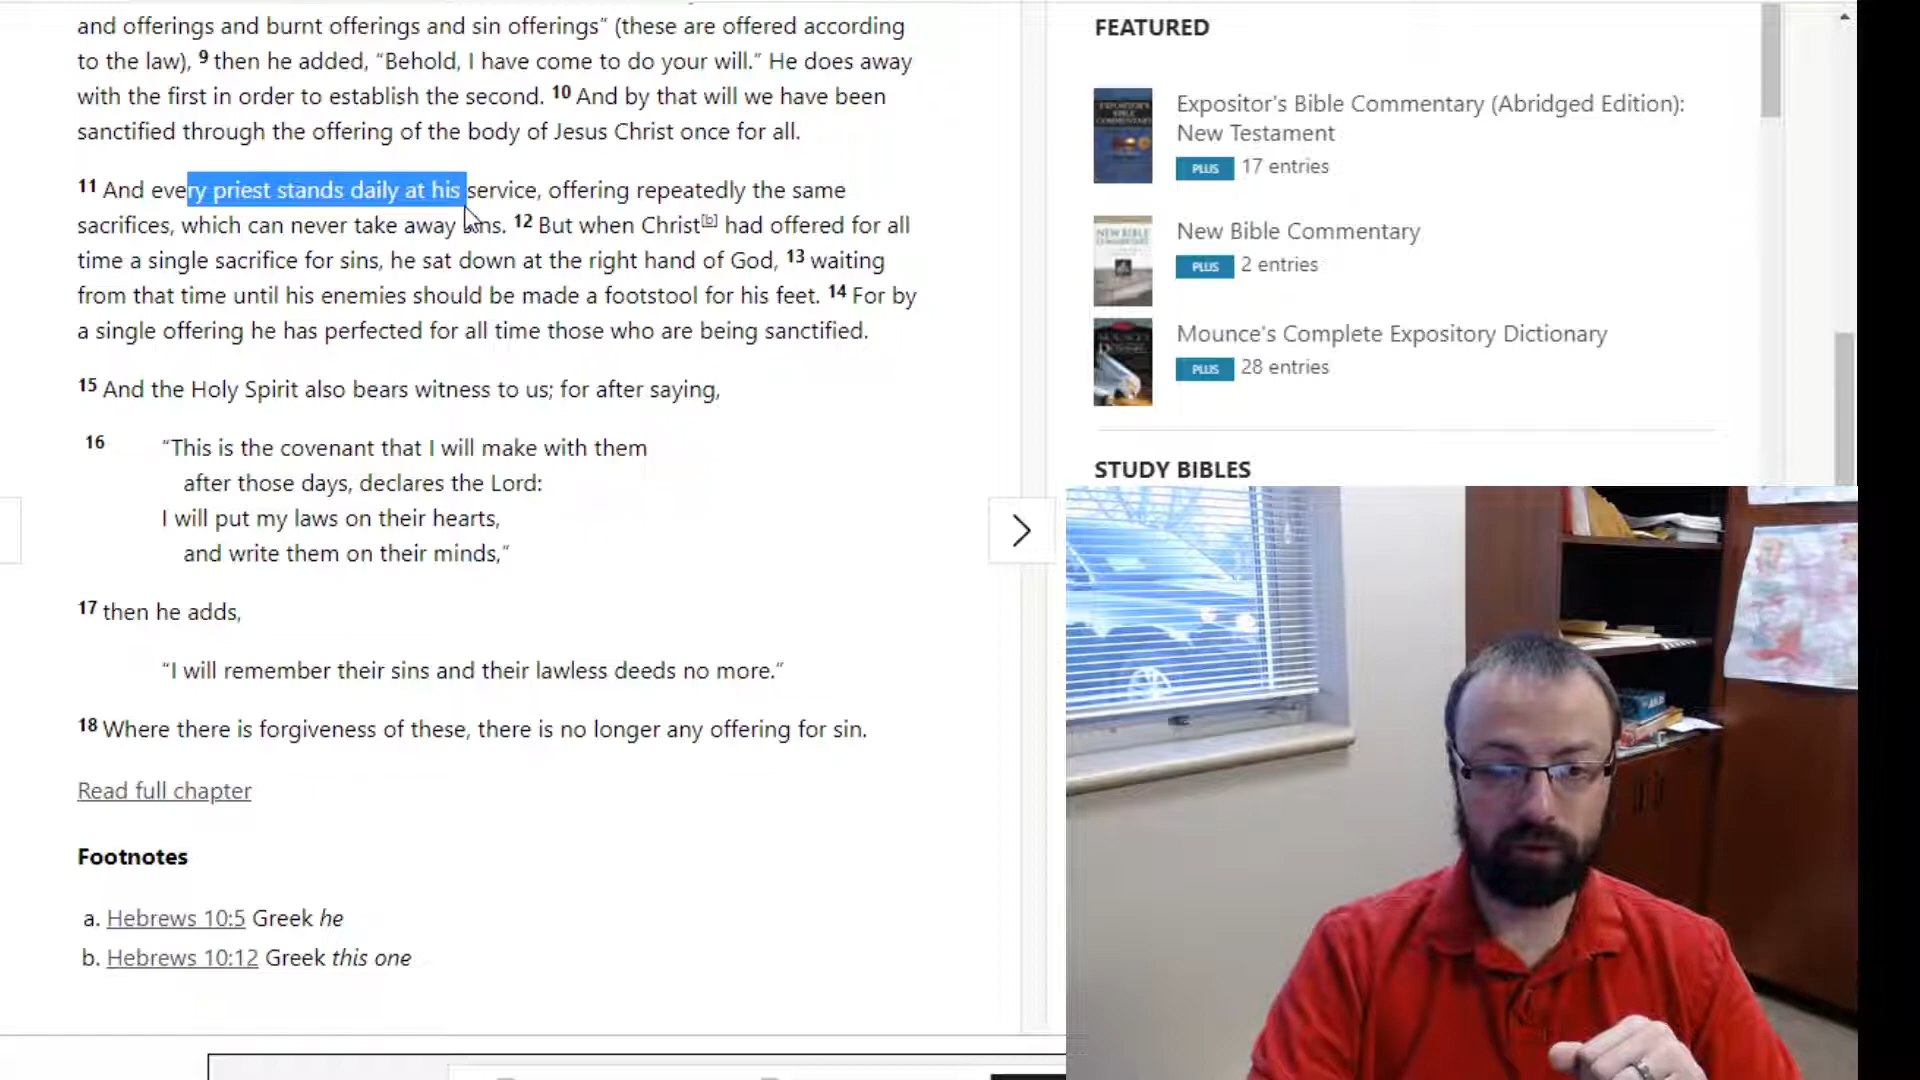 and offerings and burnt offerings and sin offerings” (these are offered according
to the law), 9 then he added, “Behold, I have come to do your will.” He does away
with the first in order to establish the second. 10 And by that will we have been
sanctified through the offering of the body of Jesus Christ once for all.
11 And every priest stands daily at his service, offering repeatedly the same
sacrifices, which can never take away sins. 12 But when Christ[b] had offered for all
time a single sacrifice for sins, he sat down at the right hand of God, 13 waiting
from that time until his enemies should be made a footstool for his feet. 14 For by
a single offering he has perfected for all time those who are being sanctified.
15 And the Holy Spirit also bears witness to us; for after saying,
16 “This is the covenant that I will make with them
after those days, declares the Lord:
I will put my laws on their hearts,
and write them on their minds,”
17 then he adds,
“I will remember their sins and their lawless deeds no more.”
18 Where there is forgiveness of these, there is no longer any offering for sin.
Read full chapter
Footnotes
a. Hebrews 10:5 Greek he
b. Hebrews 10:12 Greek this one
FEATURED
Expositor's Bible Commentary (Abridged Edition):
New Testament
PLUS 17 entries
New Bible Commentary
PLUS 2 entries
Mounce's Complete Expository Dictionary
PLUS 28 entries
STUDY BIBLES